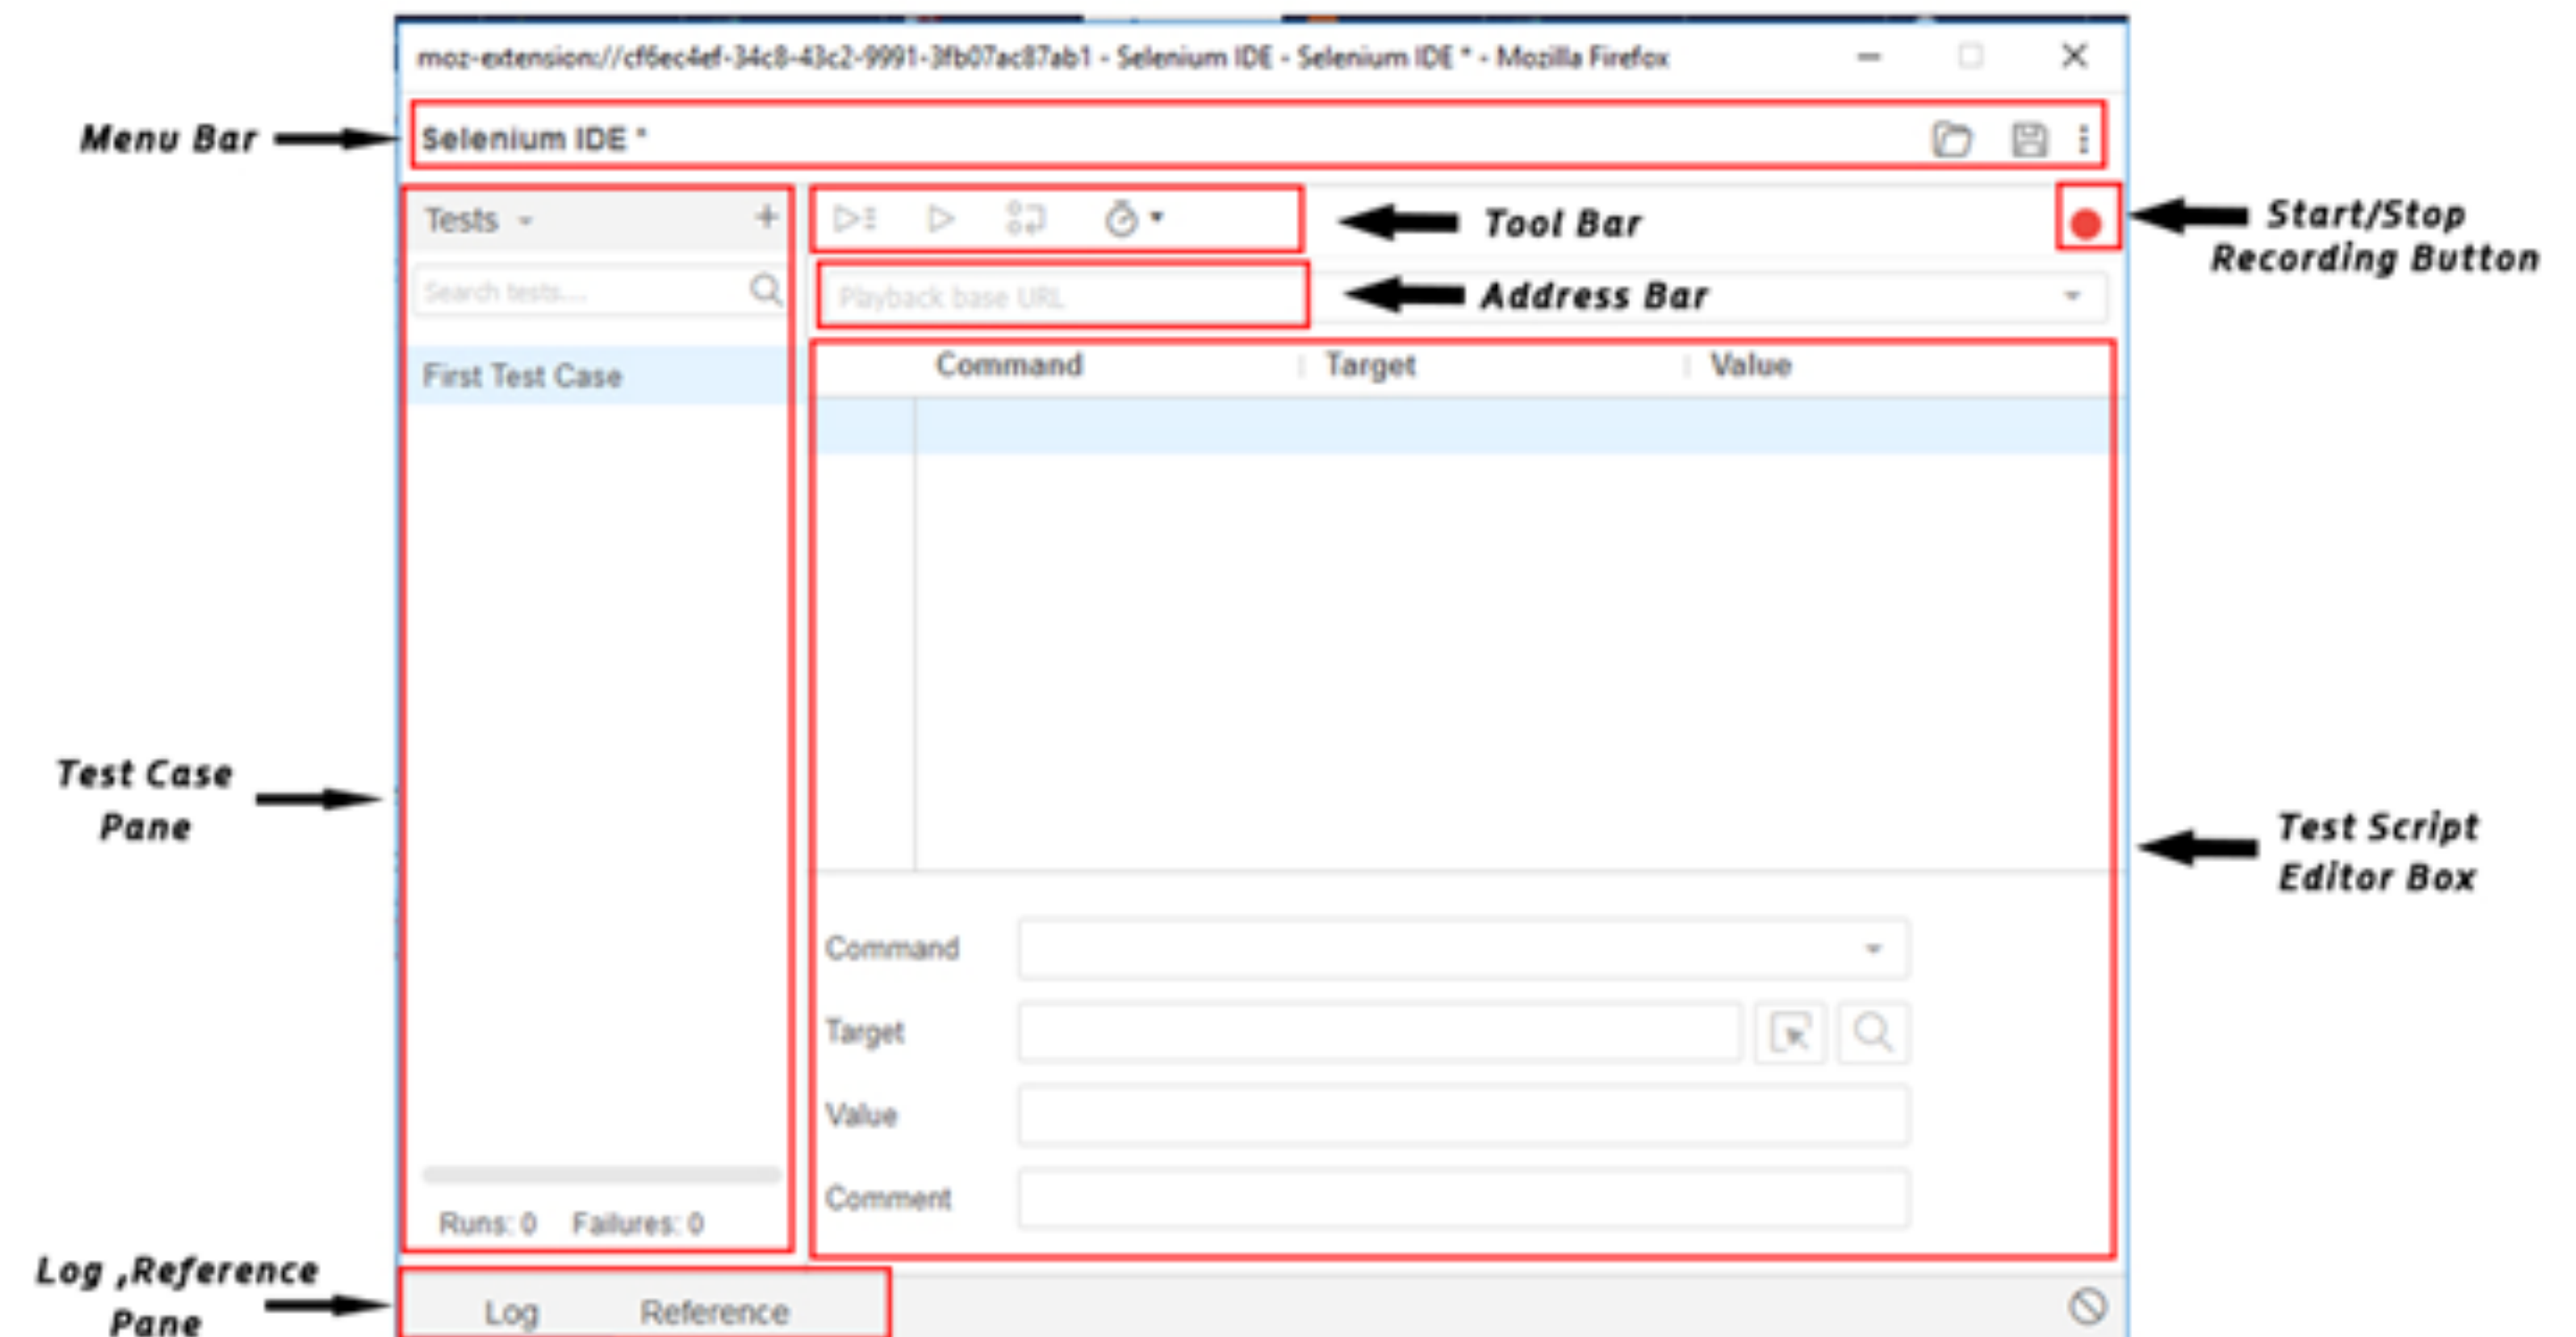 moz-extension://cf6ec4ef-34c8-43c2-9991-3fb07ac87ab1 - Selenium IDE - Selenium IDE * - Mozilla Firefox
Menu Bar
Selenium IDE *
Tests
Tool Bar
Start/Stop
Recording Button
Search tests...
Playback base URL
Address Bar
First Test Case
Command Target Value
Test Case
Pane
Test Script
Editor Box
Command
Target
Value
Comment
Runs: 0 Failures: 0
Log ,Reference
Pane
Log Reference